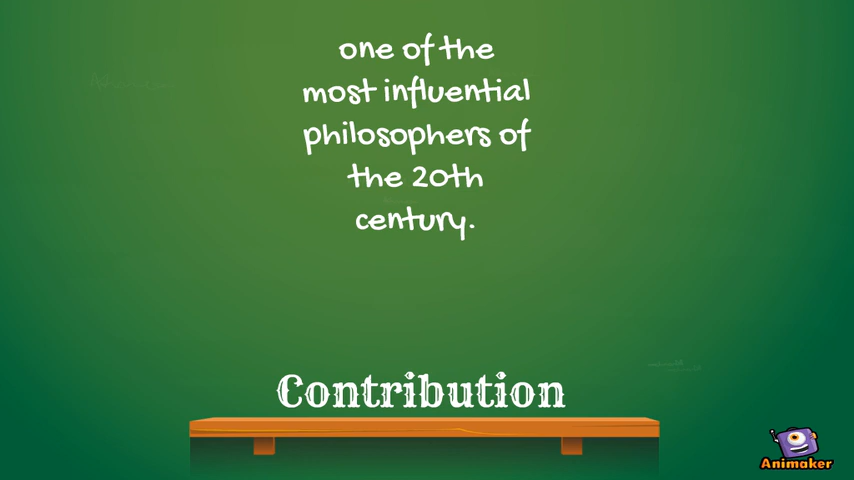 one of the
most influential
philosophers of
the 20th
century.
Contribution
Animaker